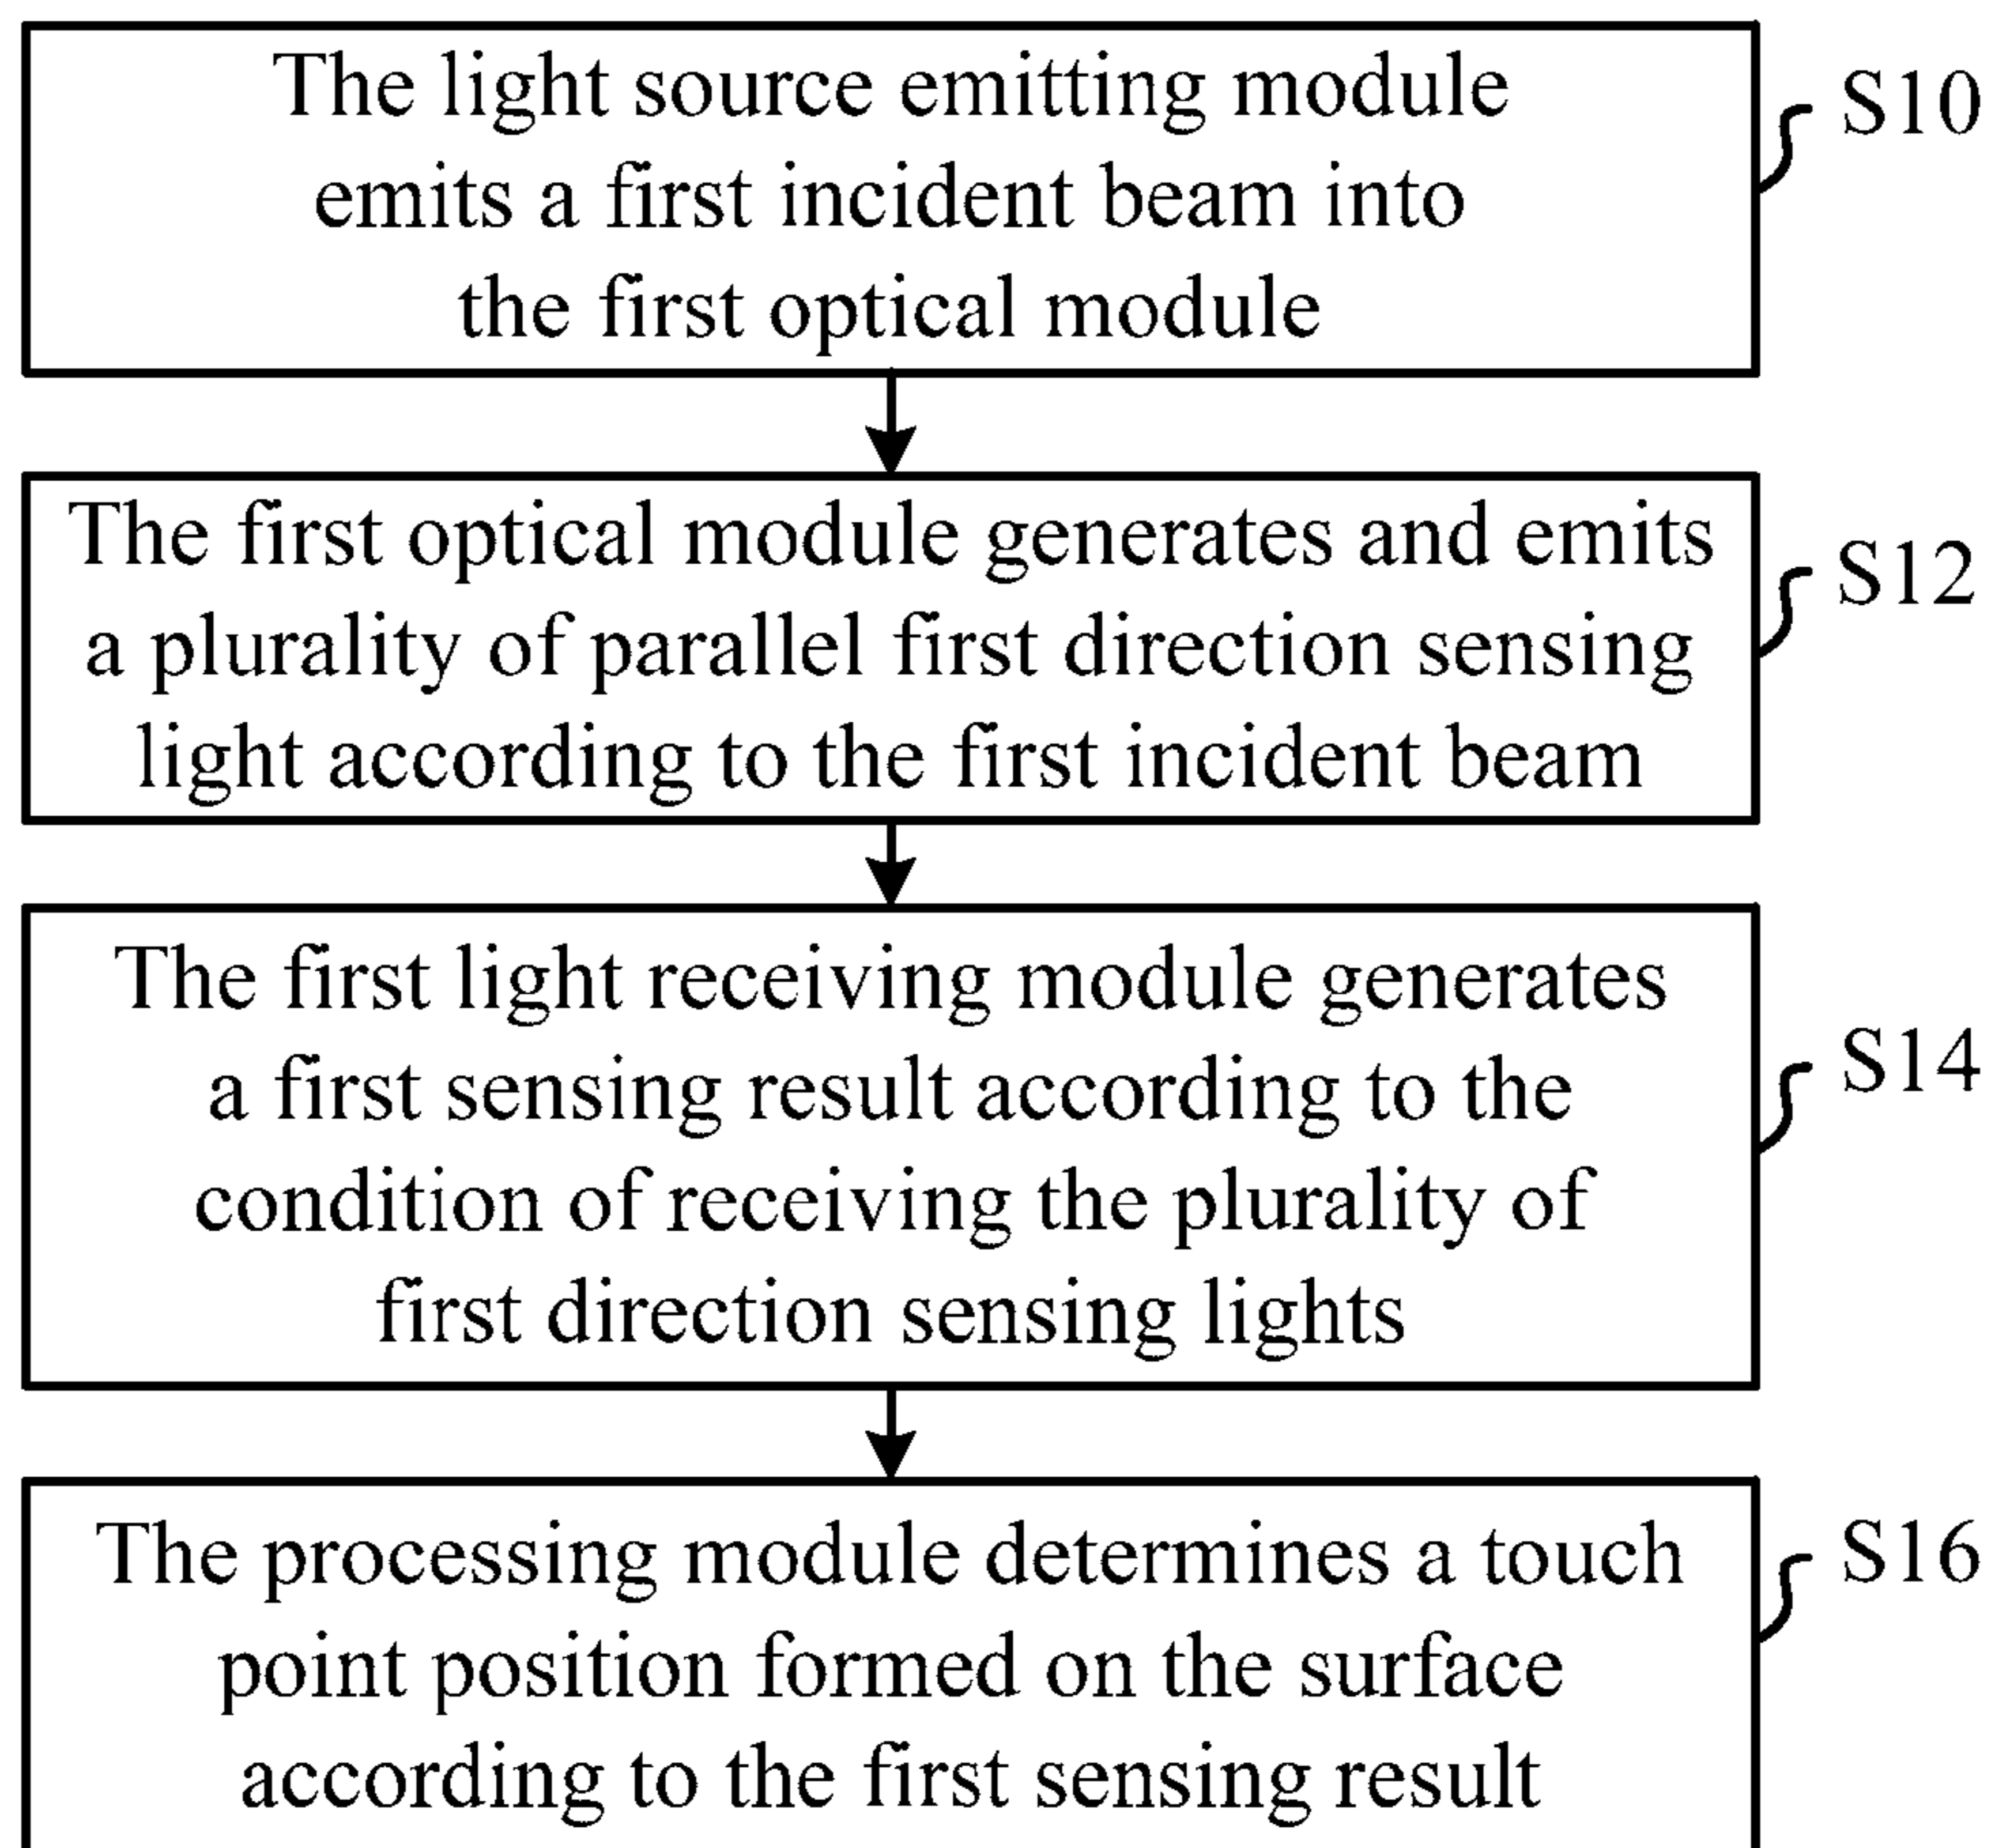 The light source emitting module
emits a first incident beam into
the first optical module
S10
The first optical module generates and emits
a plurality of parallel first direction sensing
light according to the first incident beam
S12
The first light receiving module generates
a first sensing result according to the
condition of receiving the plurality of
first direction sensing lights
S14
The processing module determines a touch
point position formed on the surface
according to the first sensing result
S16